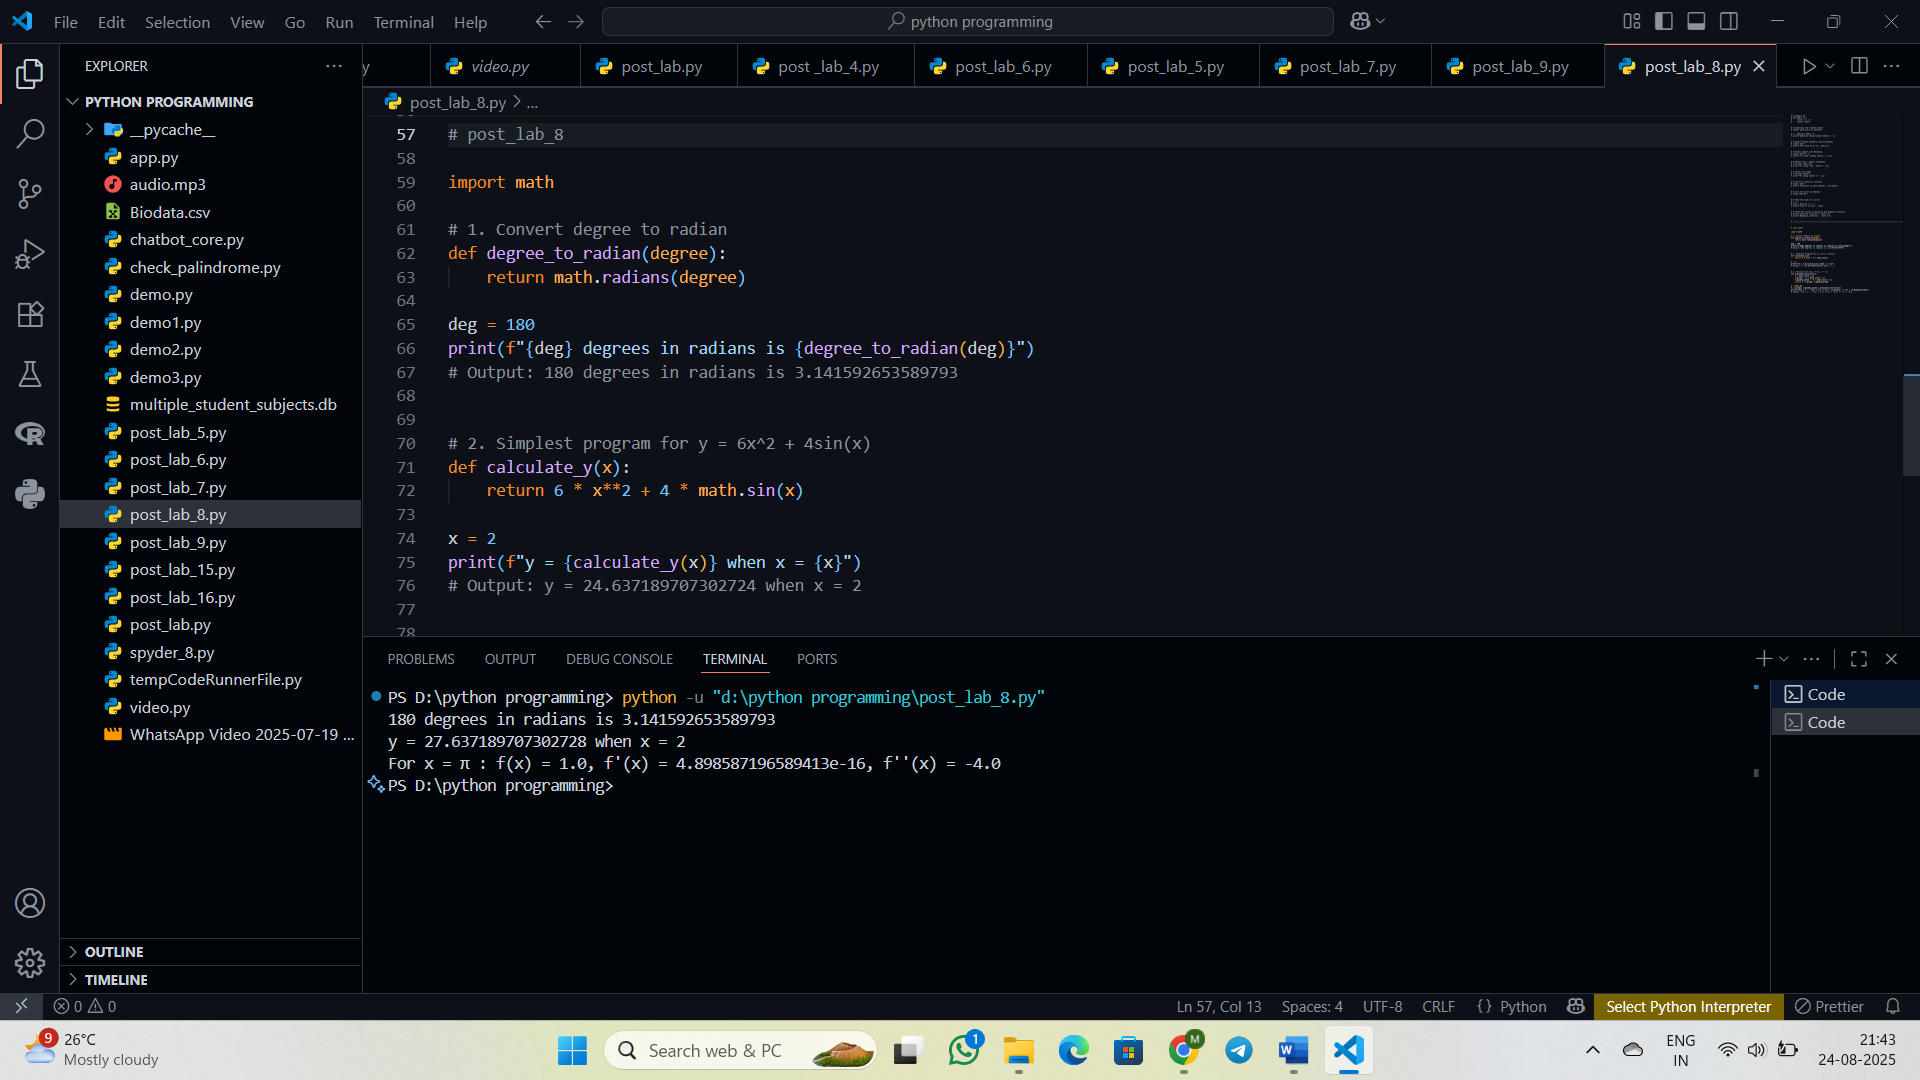 File Edit Selection View Go Run Terminal Help
python programming
EXPLORER
PYTHON PROGRAMMING
__pycache__
app.py
audio.mp3
Biodata.csv
chatbot_core.py
check_palindrome.py
demo.py
demo1.py
demo2.py
demo3.py
multiple_student_subjects.db
post_lab_5.py
post_lab_6.py
post_lab_7.py
post_lab_8.py
post_lab_9.py
post_lab_15.py
post_lab_16.py
post_lab.py
spyder_8.py
tempCodeRunnerFile.py
video.py
WhatsApp Video 2025-07-19 ...
OUTLINE
TIMELINE
y video.py post_lab.py post _lab_4.py post_lab_6.py post_lab_5.py post_lab_7.py post_lab_9.py post_lab_8.py
post_lab_8.py > ...
57 # post_lab_8
58
59 import math
60
61 # 1. Convert degree to radian
62 def degree_to_radian(degree):
63     return math.radians(degree)
64
65 deg = 180
66 print(f"{deg} degrees in radians is {degree_to_radian(deg)}")
67 # Output: 180 degrees in radians is 3.141592653589793
68
69
70 # 2. Simplest program for y = 6x^2 + 4sin(x)
71 def calculate_y(x):
72     return 6 * x**2 + 4 * math.sin(x)
73
74 x = 2
75 print(f"y = {calculate_y(x)} when x = {x}")
76 # Output: y = 24.637189707302724 when x = 2
77
78
PROBLEMS OUTPUT DEBUG CONSOLE TERMINAL PORTS
PS D:\python programming> python -u "d:\python programming\post_lab_8.py"
180 degrees in radians is 3.141592653589793
y = 27.637189707302728 when x = 2
For x = π : f(x) = 1.0, f'(x) = 4.898587196589413e-16, f''(x) = -4.0
PS D:\python programming>
Code
Code
0 0
Ln 57, Col 13 Spaces: 4 UTF-8 CRLF {} Python Select Python Interpreter Prettier
9
26°C
Mostly cloudy
Search web & PC
1
M
W
ENG
IN
21:43
24-08-2025